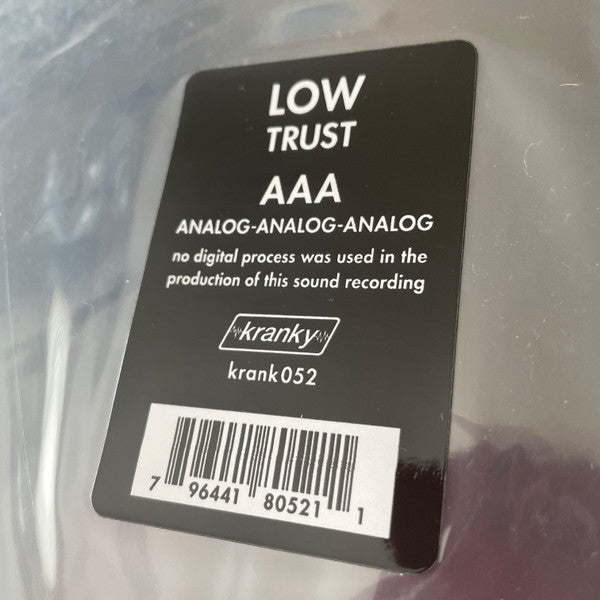 LOW
TRUST
AAA
ANALOG-ANALOG-ANALOG
no digital process was used in the
production of this sound recording
kranky
krank052
7 96441 80521 1